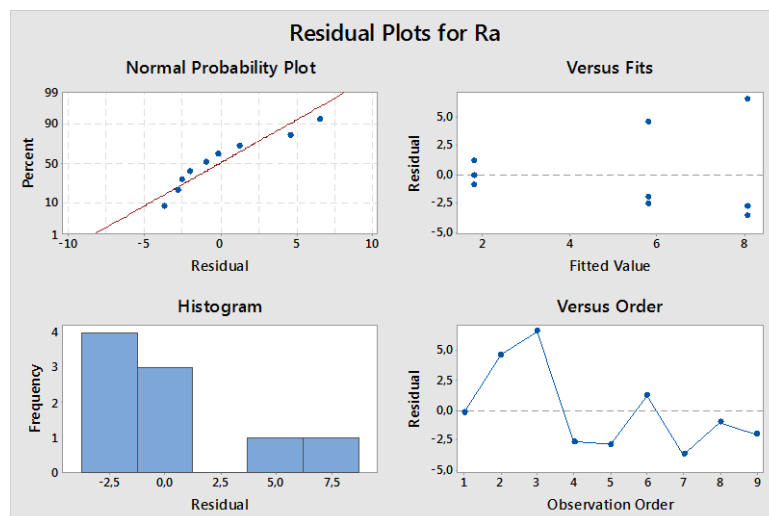 Residual Plots for Ra
Normal Probability Plot
99
90
50
10
1
Percent
-10 -5 0 5 10
Residual
Versus Fits
5,0
2,5
0,0
-2,5
-5,0
Residual
2 4 6 8
Fitted Value
Histogram
4
3
2
1
0
Frequency
-2,5 0,0 2,5 5,0 7,5
Residual
Versus Order
5,0
2,5
0,0
-2,5
-5,0
Residual
1 2 3 4 5 6 7 8 9
Observation Order